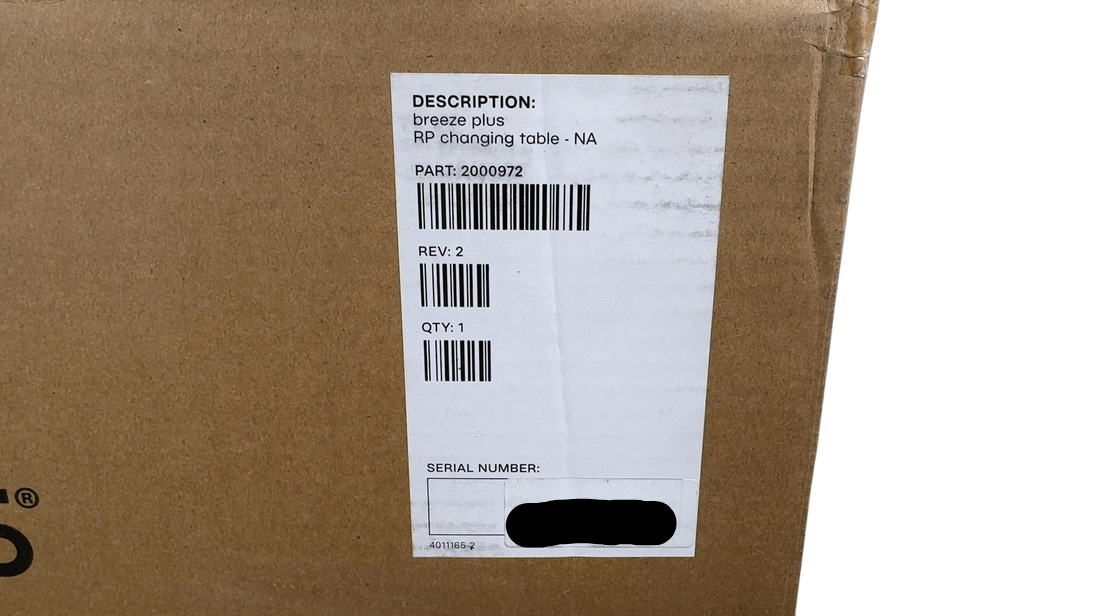 DESCRIPTION:
breeze plus
RP changing table - NA
PART: 2000972
REV: 2
QTY: 1
SERIAL NUMBER:
4011165-2
®